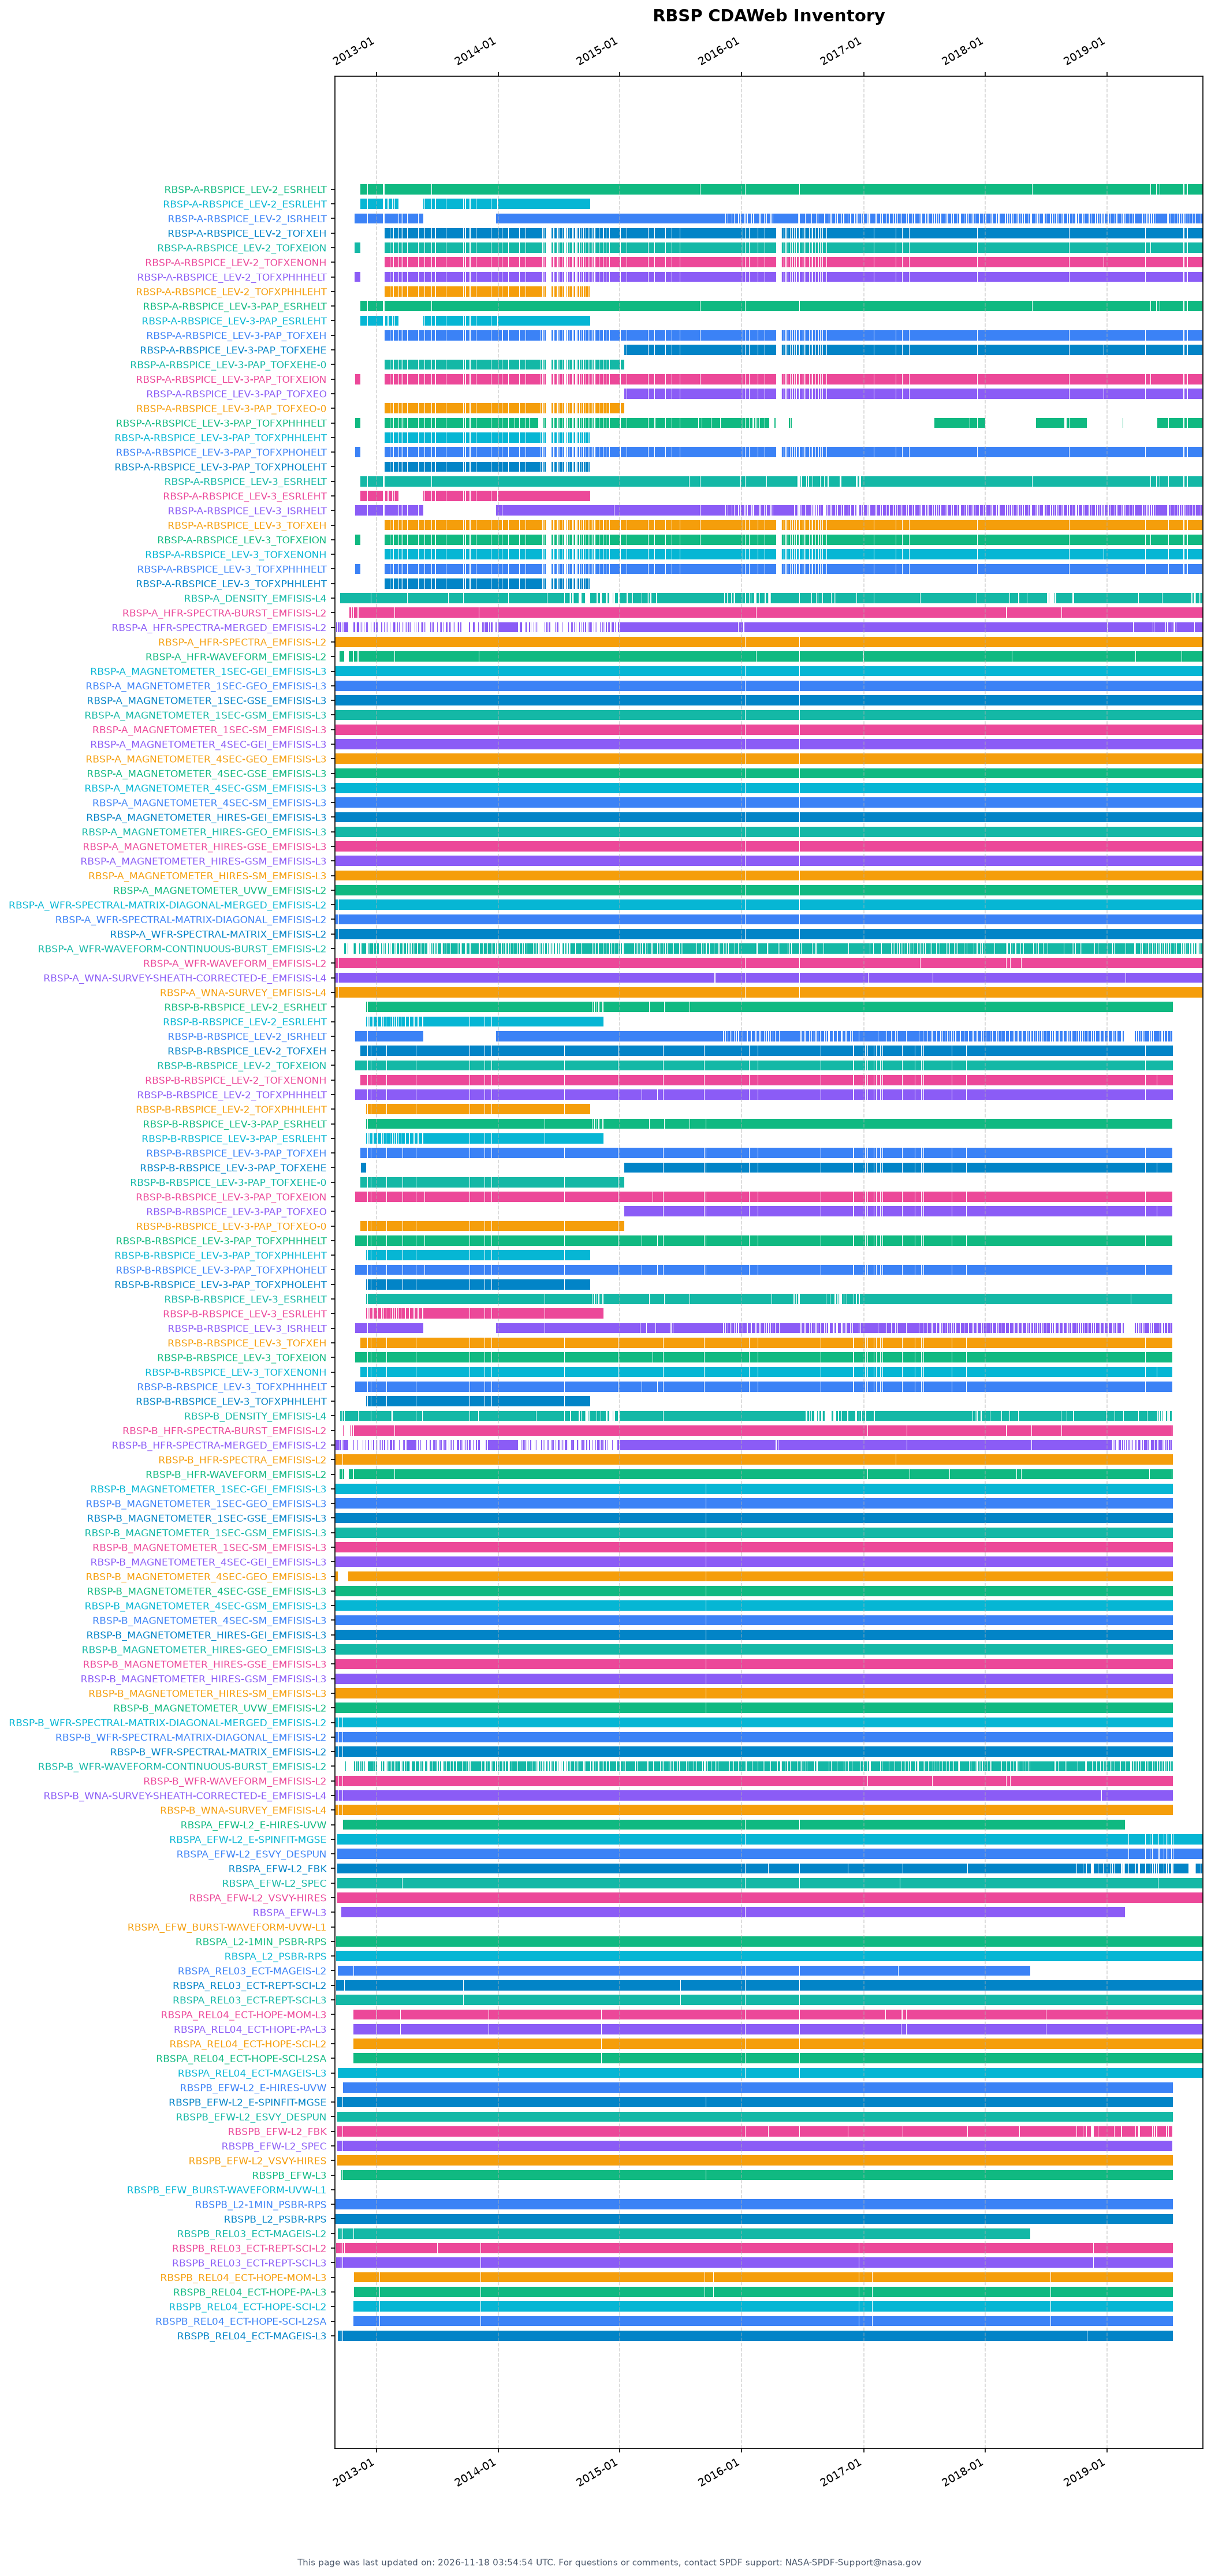 RBSP CDAWeb Inventory
2013-01 2014-01 2015-01 2016-01 2017-01 2018-01 2019-01
RBSP-A-RBSPICE_LEV-2_ESRHELT
RBSP-A-RBSPICE_LEV-2_ESRLEHT
RBSP-A-RBSPICE_LEV-2_ISRHELT
RBSP-A-RBSPICE_LEV-2_TOFXEH
RBSP-A-RBSPICE_LEV-2_TOFXEION
RBSP-A-RBSPICE_LEV-2_TOFXENONH
RBSP-A-RBSPICE_LEV-2_TOFXPHHHELT
RBSP-A-RBSPICE_LEV-2_TOFXPHHLEHT
RBSP-A-RBSPICE_LEV-3-PAP_ESRHELT
RBSP-A-RBSPICE_LEV-3-PAP_ESRLEHT
RBSP-A-RBSPICE_LEV-3-PAP_TOFXEH
RBSP-A-RBSPICE_LEV-3-PAP_TOFXEHE
RBSP-A-RBSPICE_LEV-3-PAP_TOFXEHE-0
RBSP-A-RBSPICE_LEV-3-PAP_TOFXEION
RBSP-A-RBSPICE_LEV-3-PAP_TOFXEO
RBSP-A-RBSPICE_LEV-3-PAP_TOFXEO-0
RBSP-A-RBSPICE_LEV-3-PAP_TOFXPHHHELT
RBSP-A-RBSPICE_LEV-3-PAP_TOFXPHHLEHT
RBSP-A-RBSPICE_LEV-3-PAP_TOFXPHOHELT
RBSP-A-RBSPICE_LEV-3-PAP_TOFXPHOLEHT
RBSP-A-RBSPICE_LEV-3_ESRHELT
RBSP-A-RBSPICE_LEV-3_ESRLEHT
RBSP-A-RBSPICE_LEV-3_ISRHELT
RBSP-A-RBSPICE_LEV-3_TOFXEH
RBSP-A-RBSPICE_LEV-3_TOFXEION
RBSP-A-RBSPICE_LEV-3_TOFXENONH
RBSP-A-RBSPICE_LEV-3_TOFXPHHHELT
RBSP-A-RBSPICE_LEV-3_TOFXPHHLEHT
RBSP-A_DENSITY_EMFISIS-L4
RBSP-A_HFR-SPECTRA-BURST_EMFISIS-L2
RBSP-A_HFR-SPECTRA-MERGED_EMFISIS-L2
RBSP-A_HFR-SPECTRA_EMFISIS-L2
RBSP-A_HFR-WAVEFORM_EMFISIS-L2
RBSP-A_MAGNETOMETER_1SEC-GEI_EMFISIS-L3
RBSP-A_MAGNETOMETER_1SEC-GEO_EMFISIS-L3
RBSP-A_MAGNETOMETER_1SEC-GSE_EMFISIS-L3
RBSP-A_MAGNETOMETER_1SEC-GSM_EMFISIS-L3
RBSP-A_MAGNETOMETER_1SEC-SM_EMFISIS-L3
RBSP-A_MAGNETOMETER_4SEC-GEI_EMFISIS-L3
RBSP-A_MAGNETOMETER_4SEC-GEO_EMFISIS-L3
RBSP-A_MAGNETOMETER_4SEC-GSE_EMFISIS-L3
RBSP-A_MAGNETOMETER_4SEC-GSM_EMFISIS-L3
RBSP-A_MAGNETOMETER_4SEC-SM_EMFISIS-L3
RBSP-A_MAGNETOMETER_HIRES-GEI_EMFISIS-L3
RBSP-A_MAGNETOMETER_HIRES-GEO_EMFISIS-L3
RBSP-A_MAGNETOMETER_HIRES-GSE_EMFISIS-L3
RBSP-A_MAGNETOMETER_HIRES-GSM_EMFISIS-L3
RBSP-A_MAGNETOMETER_HIRES-SM_EMFISIS-L3
RBSP-A_MAGNETOMETER_UVW_EMFISIS-L2
RBSP-A_WFR-SPECTRAL-MATRIX-DIAGONAL-MERGED_EMFISIS-L2
RBSP-A_WFR-SPECTRAL-MATRIX-DIAGONAL_EMFISIS-L2
RBSP-A_WFR-SPECTRAL-MATRIX_EMFISIS-L2
RBSP-A_WFR-WAVEFORM-CONTINUOUS-BURST_EMFISIS-L2
RBSP-A_WFR-WAVEFORM_EMFISIS-L2
RBSP-A_WNA-SURVEY-SHEATH-CORRECTED-E_EMFISIS-L4
RBSP-A_WNA-SURVEY_EMFISIS-L4
RBSP-B-RBSPICE_LEV-2_ESRHELT
RBSP-B-RBSPICE_LEV-2_ESRLEHT
RBSP-B-RBSPICE_LEV-2_ISRHELT
RBSP-B-RBSPICE_LEV-2_TOFXEH
RBSP-B-RBSPICE_LEV-2_TOFXEION
RBSP-B-RBSPICE_LEV-2_TOFXENONH
RBSP-B-RBSPICE_LEV-2_TOFXPHHHELT
RBSP-B-RBSPICE_LEV-2_TOFXPHHLEHT
RBSP-B-RBSPICE_LEV-3-PAP_ESRHELT
RBSP-B-RBSPICE_LEV-3-PAP_ESRLEHT
RBSP-B-RBSPICE_LEV-3-PAP_TOFXEH
RBSP-B-RBSPICE_LEV-3-PAP_TOFXEHE
RBSP-B-RBSPICE_LEV-3-PAP_TOFXEHE-0
RBSP-B-RBSPICE_LEV-3-PAP_TOFXEION
RBSP-B-RBSPICE_LEV-3-PAP_TOFXEO
RBSP-B-RBSPICE_LEV-3-PAP_TOFXEO-0
RBSP-B-RBSPICE_LEV-3-PAP_TOFXPHHHELT
RBSP-B-RBSPICE_LEV-3-PAP_TOFXPHHLEHT
RBSP-B-RBSPICE_LEV-3-PAP_TOFXPHOHELT
RBSP-B-RBSPICE_LEV-3-PAP_TOFXPHOLEHT
RBSP-B-RBSPICE_LEV-3_ESRHELT
RBSP-B-RBSPICE_LEV-3_ESRLEHT
RBSP-B-RBSPICE_LEV-3_ISRHELT
RBSP-B-RBSPICE_LEV-3_TOFXEH
RBSP-B-RBSPICE_LEV-3_TOFXEION
RBSP-B-RBSPICE_LEV-3_TOFXENONH
RBSP-B-RBSPICE_LEV-3_TOFXPHHHELT
RBSP-B-RBSPICE_LEV-3_TOFXPHHLEHT
RBSP-B_DENSITY_EMFISIS-L4
RBSP-B_HFR-SPECTRA-BURST_EMFISIS-L2
RBSP-B_HFR-SPECTRA-MERGED_EMFISIS-L2
RBSP-B_HFR-SPECTRA_EMFISIS-L2
RBSP-B_HFR-WAVEFORM_EMFISIS-L2
RBSP-B_MAGNETOMETER_1SEC-GEI_EMFISIS-L3
RBSP-B_MAGNETOMETER_1SEC-GEO_EMFISIS-L3
RBSP-B_MAGNETOMETER_1SEC-GSE_EMFISIS-L3
RBSP-B_MAGNETOMETER_1SEC-GSM_EMFISIS-L3
RBSP-B_MAGNETOMETER_1SEC-SM_EMFISIS-L3
RBSP-B_MAGNETOMETER_4SEC-GEI_EMFISIS-L3
RBSP-B_MAGNETOMETER_4SEC-GEO_EMFISIS-L3
RBSP-B_MAGNETOMETER_4SEC-GSE_EMFISIS-L3
RBSP-B_MAGNETOMETER_4SEC-GSM_EMFISIS-L3
RBSP-B_MAGNETOMETER_4SEC-SM_EMFISIS-L3
RBSP-B_MAGNETOMETER_HIRES-GEI_EMFISIS-L3
RBSP-B_MAGNETOMETER_HIRES-GEO_EMFISIS-L3
RBSP-B_MAGNETOMETER_HIRES-GSE_EMFISIS-L3
RBSP-B_MAGNETOMETER_HIRES-GSM_EMFISIS-L3
RBSP-B_MAGNETOMETER_HIRES-SM_EMFISIS-L3
RBSP-B_MAGNETOMETER_UVW_EMFISIS-L2
RBSP-B_WFR-SPECTRAL-MATRIX-DIAGONAL-MERGED_EMFISIS-L2
RBSP-B_WFR-SPECTRAL-MATRIX-DIAGONAL_EMFISIS-L2
RBSP-B_WFR-SPECTRAL-MATRIX_EMFISIS-L2
RBSP-B_WFR-WAVEFORM-CONTINUOUS-BURST_EMFISIS-L2
RBSP-B_WFR-WAVEFORM_EMFISIS-L2
RBSP-B_WNA-SURVEY-SHEATH-CORRECTED-E_EMFISIS-L4
RBSP-B_WNA-SURVEY_EMFISIS-L4
RBSPA_EFW-L2_E-HIRES-UVW
RBSPA_EFW-L2_E-SPINFIT-MGSE
RBSPA_EFW-L2_ESVY_DESPUN
RBSPA_EFW-L2_FBK
RBSPA_EFW-L2_SPEC
RBSPA_EFW-L2_VSVY-HIRES
RBSPA_EFW-L3
RBSPA_EFW_BURST-WAVEFORM-UVW-L1
RBSPA_L2-1MIN_PSBR-RPS
RBSPA_L2_PSBR-RPS
RBSPA_REL03_ECT-MAGEIS-L2
RBSPA_REL03_ECT-REPT-SCI-L2
RBSPA_REL03_ECT-REPT-SCI-L3
RBSPA_REL04_ECT-HOPE-MOM-L3
RBSPA_REL04_ECT-HOPE-PA-L3
RBSPA_REL04_ECT-HOPE-SCI-L2
RBSPA_REL04_ECT-HOPE-SCI-L2SA
RBSPA_REL04_ECT-MAGEIS-L3
RBSPB_EFW-L2_E-HIRES-UVW
RBSPB_EFW-L2_E-SPINFIT-MGSE
RBSPB_EFW-L2_ESVY_DESPUN
RBSPB_EFW-L2_FBK
RBSPB_EFW-L2_SPEC
RBSPB_EFW-L2_VSVY-HIRES
RBSPB_EFW-L3
RBSPB_EFW_BURST-WAVEFORM-UVW-L1
RBSPB_L2-1MIN_PSBR-RPS
RBSPB_L2_PSBR-RPS
RBSPB_REL03_ECT-MAGEIS-L2
RBSPB_REL03_ECT-REPT-SCI-L2
RBSPB_REL03_ECT-REPT-SCI-L3
RBSPB_REL04_ECT-HOPE-MOM-L3
RBSPB_REL04_ECT-HOPE-PA-L3
RBSPB_REL04_ECT-HOPE-SCI-L2
RBSPB_REL04_ECT-HOPE-SCI-L2SA
RBSPB_REL04_ECT-MAGEIS-L3
2013-01 2014-01 2015-01 2016-01 2017-01 2018-01 2019-01
This page was last updated on: 2026-11-18 03:54:54 UTC. For questions or comments, contact SPDF support: NASA-SPDF-Support@nasa.gov